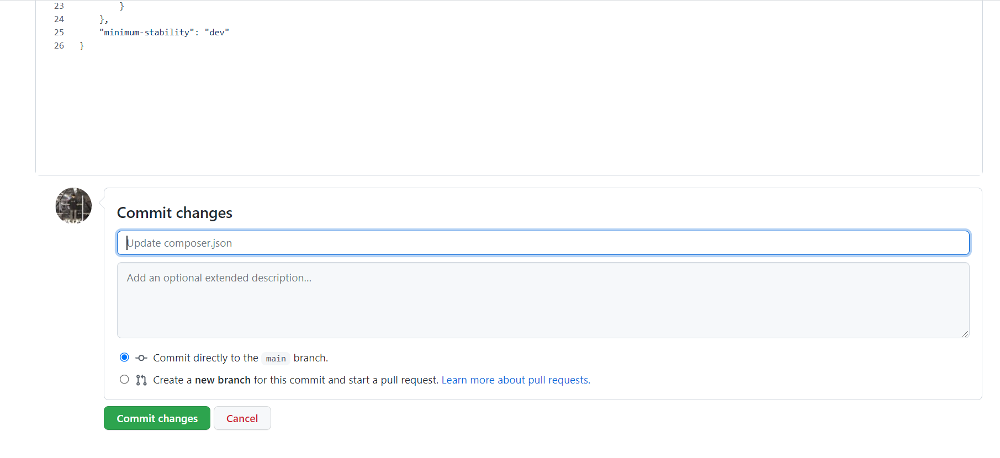 23 }
24 },
25 "minimum-stability": "dev"
26 }
Commit changes
Update composer.json
Add an optional extended description...
Commit directly to the main branch.
Create a new branch for this commit and start a pull request. Learn more about pull requests.
Commit changes Cancel